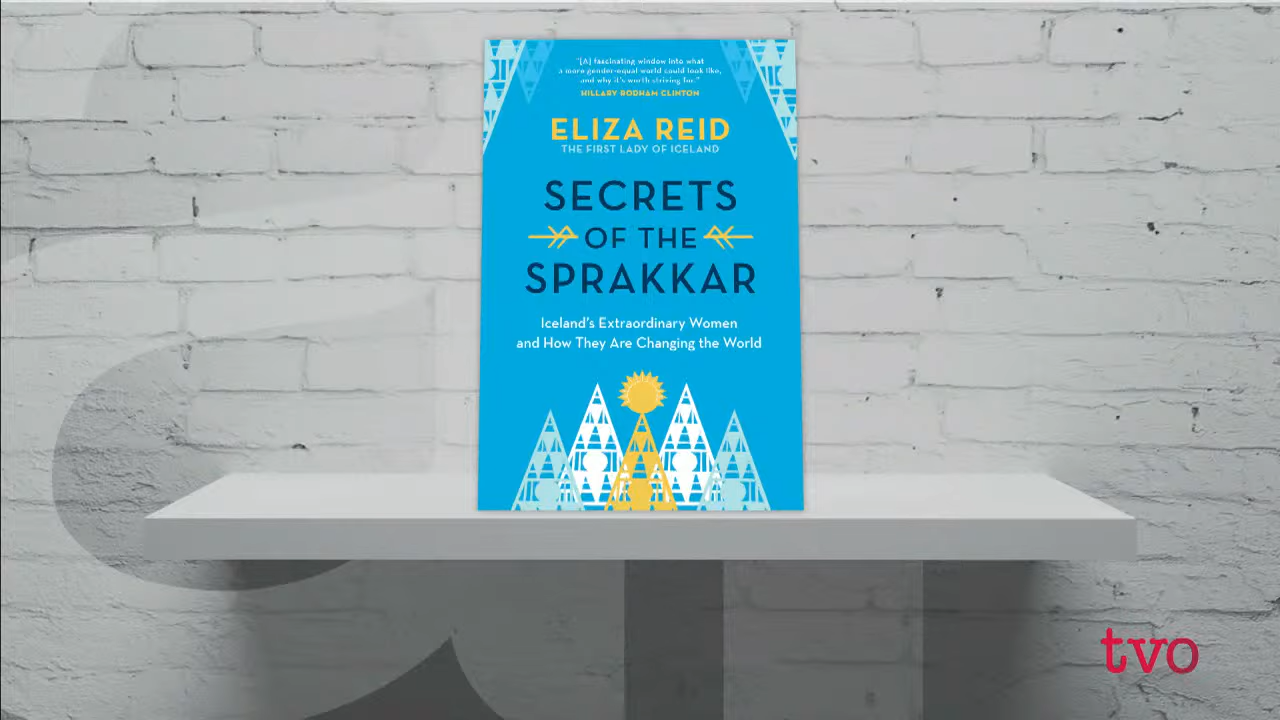 "[A] fascinating window into what
a more gender-equal world could look like,
and why it's worth striving for."
HILLARY RODHAM CLINTON
ELIZA REID
THE FIRST LADY OF ICELAND
SECRETS
OF THE
SPRAKKAR
Iceland's Extraordinary Women
and How They Are Changing the World
tvo